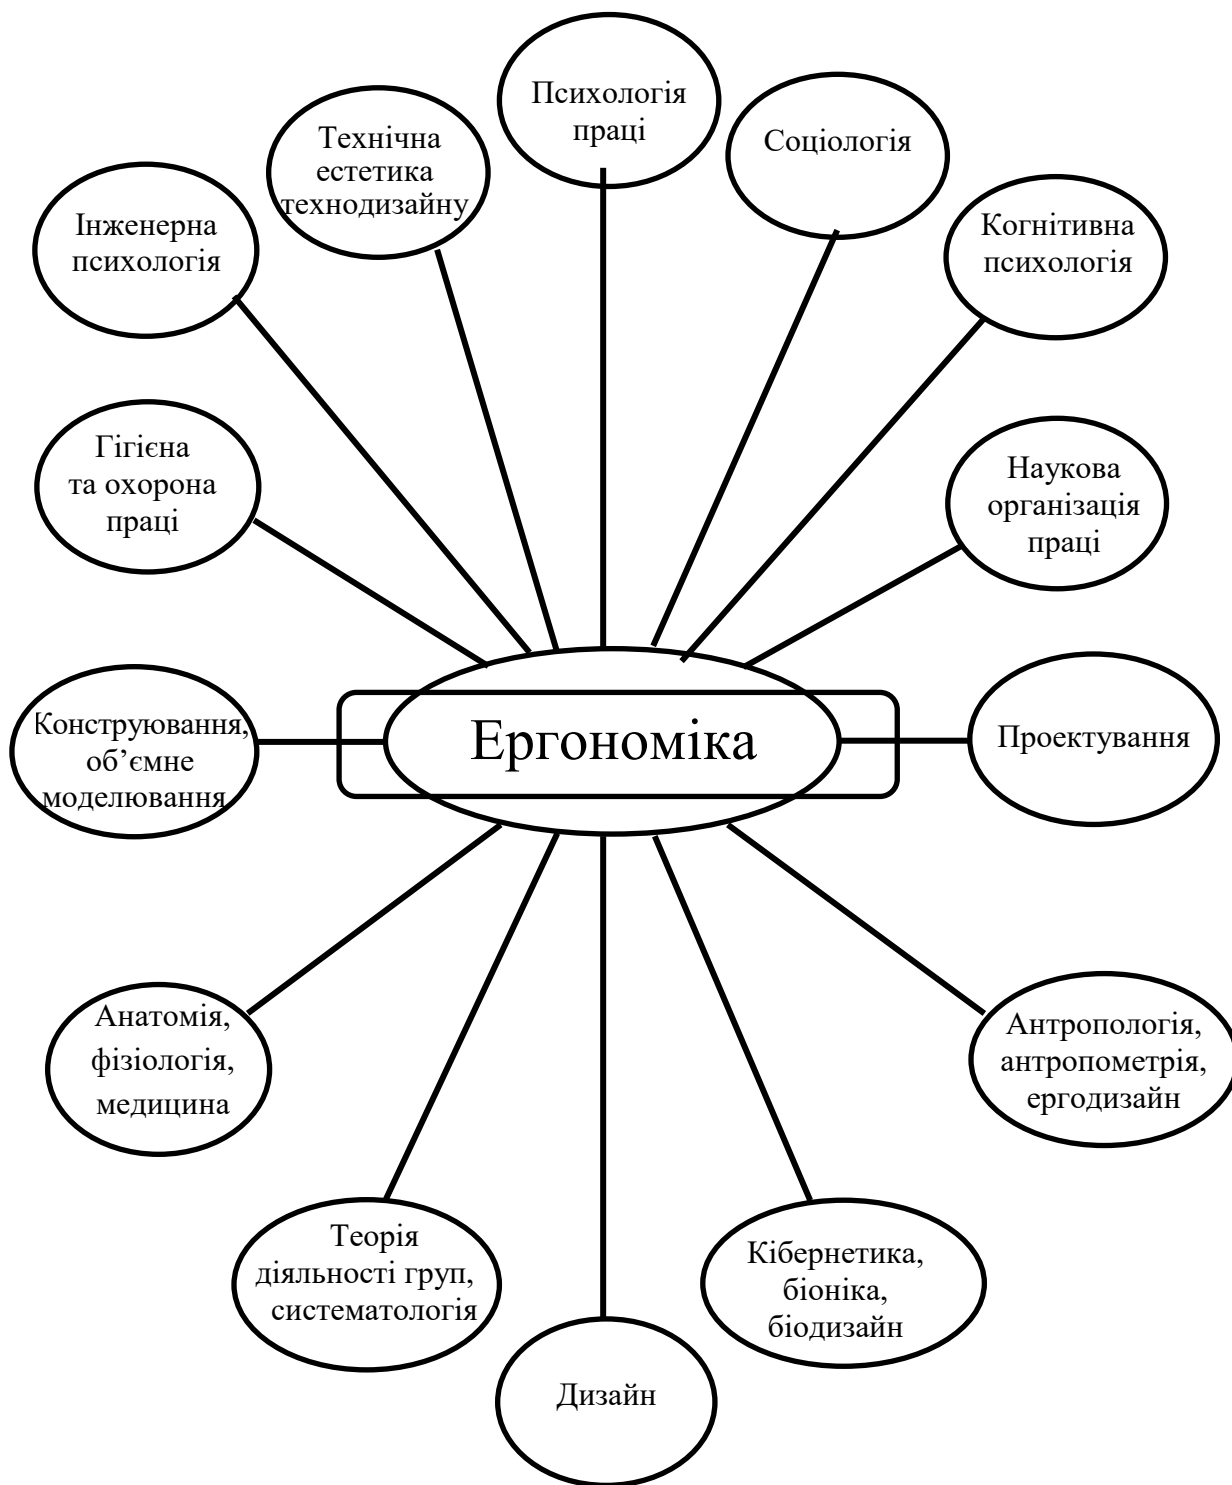 Психологія
праці
Соціологія
Технічна
естетика
технодизайну
Інженерна
психологія
Когнітивна
психологія
Гігієна
та охорона
праці
Наукова
організація
праці
Конструювання,
об’ємне
моделювання
Ергономіка
Проектування
Анатомія,
фізіологія,
медицина
Антропологія,
антропометрія,
ергодизайн
Теорія
діяльності груп,
систематологія
Кібернетика,
біоніка,
біодизайн
Дизайн